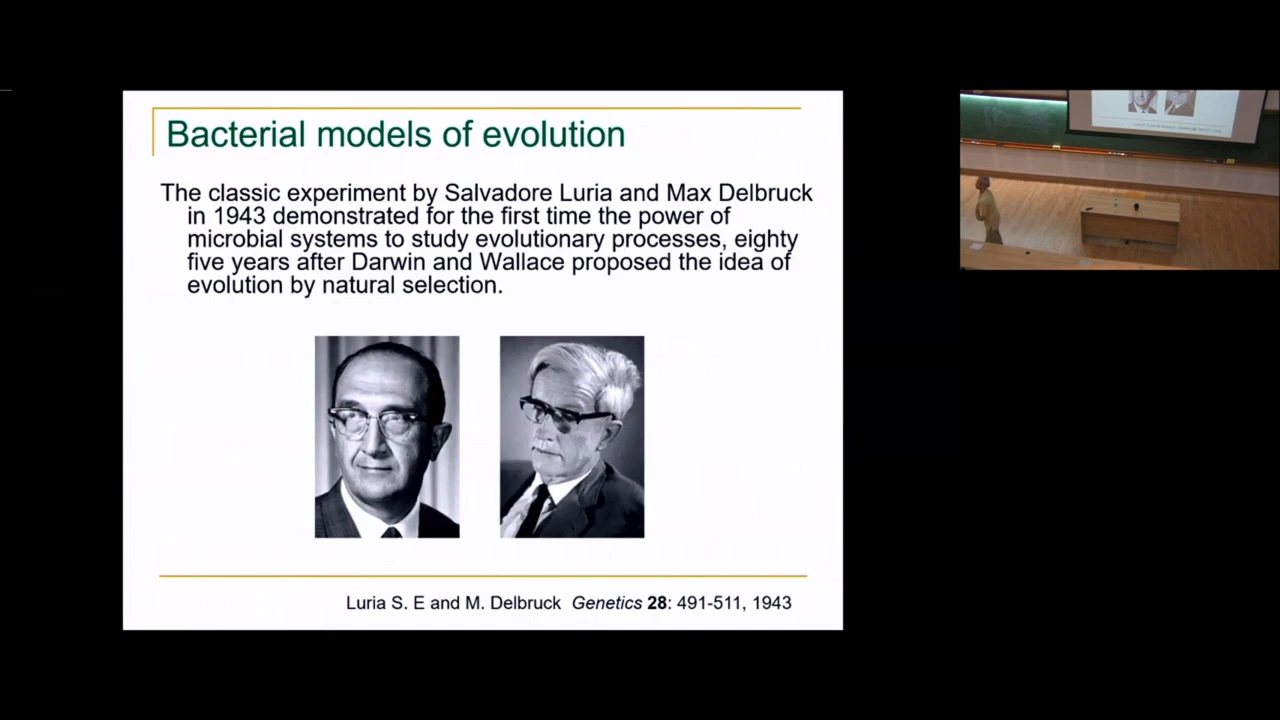 Bacterial models of evolution
The classic experiment by Salvadore Luria and Max Delbruck
in 1943 demonstrated for the first time the power of
microbial systems to study evolutionary processes, eighty
five years after Darwin and Wallace proposed the idea of
evolution by natural selection.
Luria S. E and M. Delbruck Genetics 28: 491-511, 1943